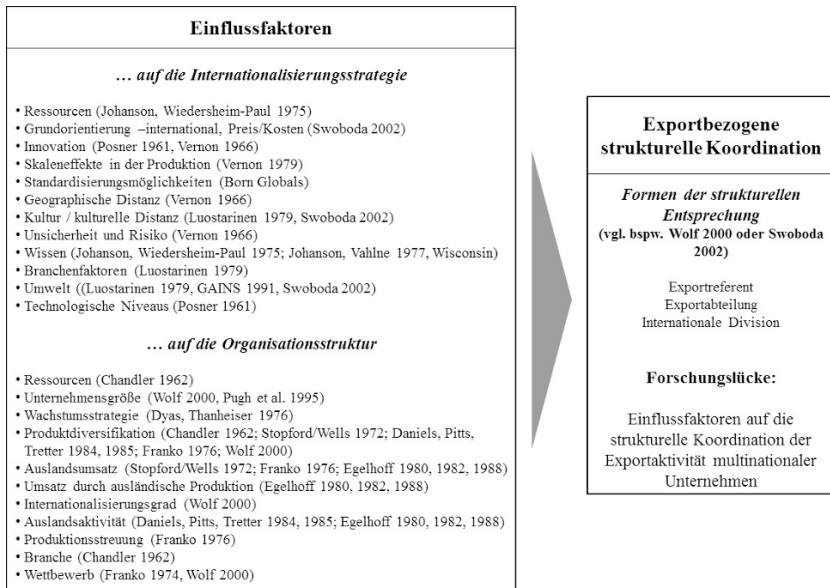 Einflussfaktoren
… auf die Internationalisierungsstrategie
• Ressourcen (Johanson, Wiedersheim-Paul 1975)
• Grundorientierung –international, Preis/Kosten (Swoboda 2002)
• Innovation (Posner 1961, Vernon 1966)
• Skaleneffekte in der Produktion (Vernon 1979)
• Standardisierungsmöglichkeiten (Born Globals)
• Geographische Distanz (Vernon 1966)
• Kultur / kulturelle Distanz (Luostarinen 1979, Swoboda 2002)
• Unsicherheit und Risiko (Vernon 1966)
• Wissen (Johanson, Wiedersheim-Paul 1975; Johanson, Vahlne 1977, Wisconsin)
• Branchenfaktoren (Luostarinen 1979)
• Umwelt ((Luostarinen 1979, GAINS 1991, Swoboda 2002)
• Technologische Niveaus (Posner 1961)
… auf die Organisationsstruktur
• Ressourcen (Chandler 1962)
• Unternehmensgröße (Wolf 2000, Pugh et al. 1995)
• Wachstumsstrategie (Dyas, Thanheiser 1976)
• Produktdiversifikation (Chandler 1962; Stopford/Wells 1972; Daniels, Pitts,
Tretter 1984, 1985; Franko 1976; Wolf 2000)
• Auslandsumsatz (Stopford/Wells 1972; Franko 1976; Egelhoff 1980, 1982, 1988)
• Umsatz durch ausländische Produktion (Egelhoff 1980, 1982, 1988)
• Internationalisierungsgrad (Wolf 2000)
• Auslandsaktivität (Daniels, Pitts, Tretter 1984, 1985; Egelhoff 1980, 1982, 1988)
• Produktionsstreuung (Franko 1976)
• Branche (Chandler 1962)
• Wettbewerb (Franko 1974, Wolf 2000)
Exportbezogene
strukturelle Koordination
Formen der strukturellen
Entsprechung
(vgl. bspw. Wolf 2000 oder Swoboda
2002)
Exportreferent
Exportabteilung
Internationale Division
Forschungslücke:
Einflussfaktoren auf die
strukturelle Koordination der
Exportaktivität multinationaler
Unternehmen